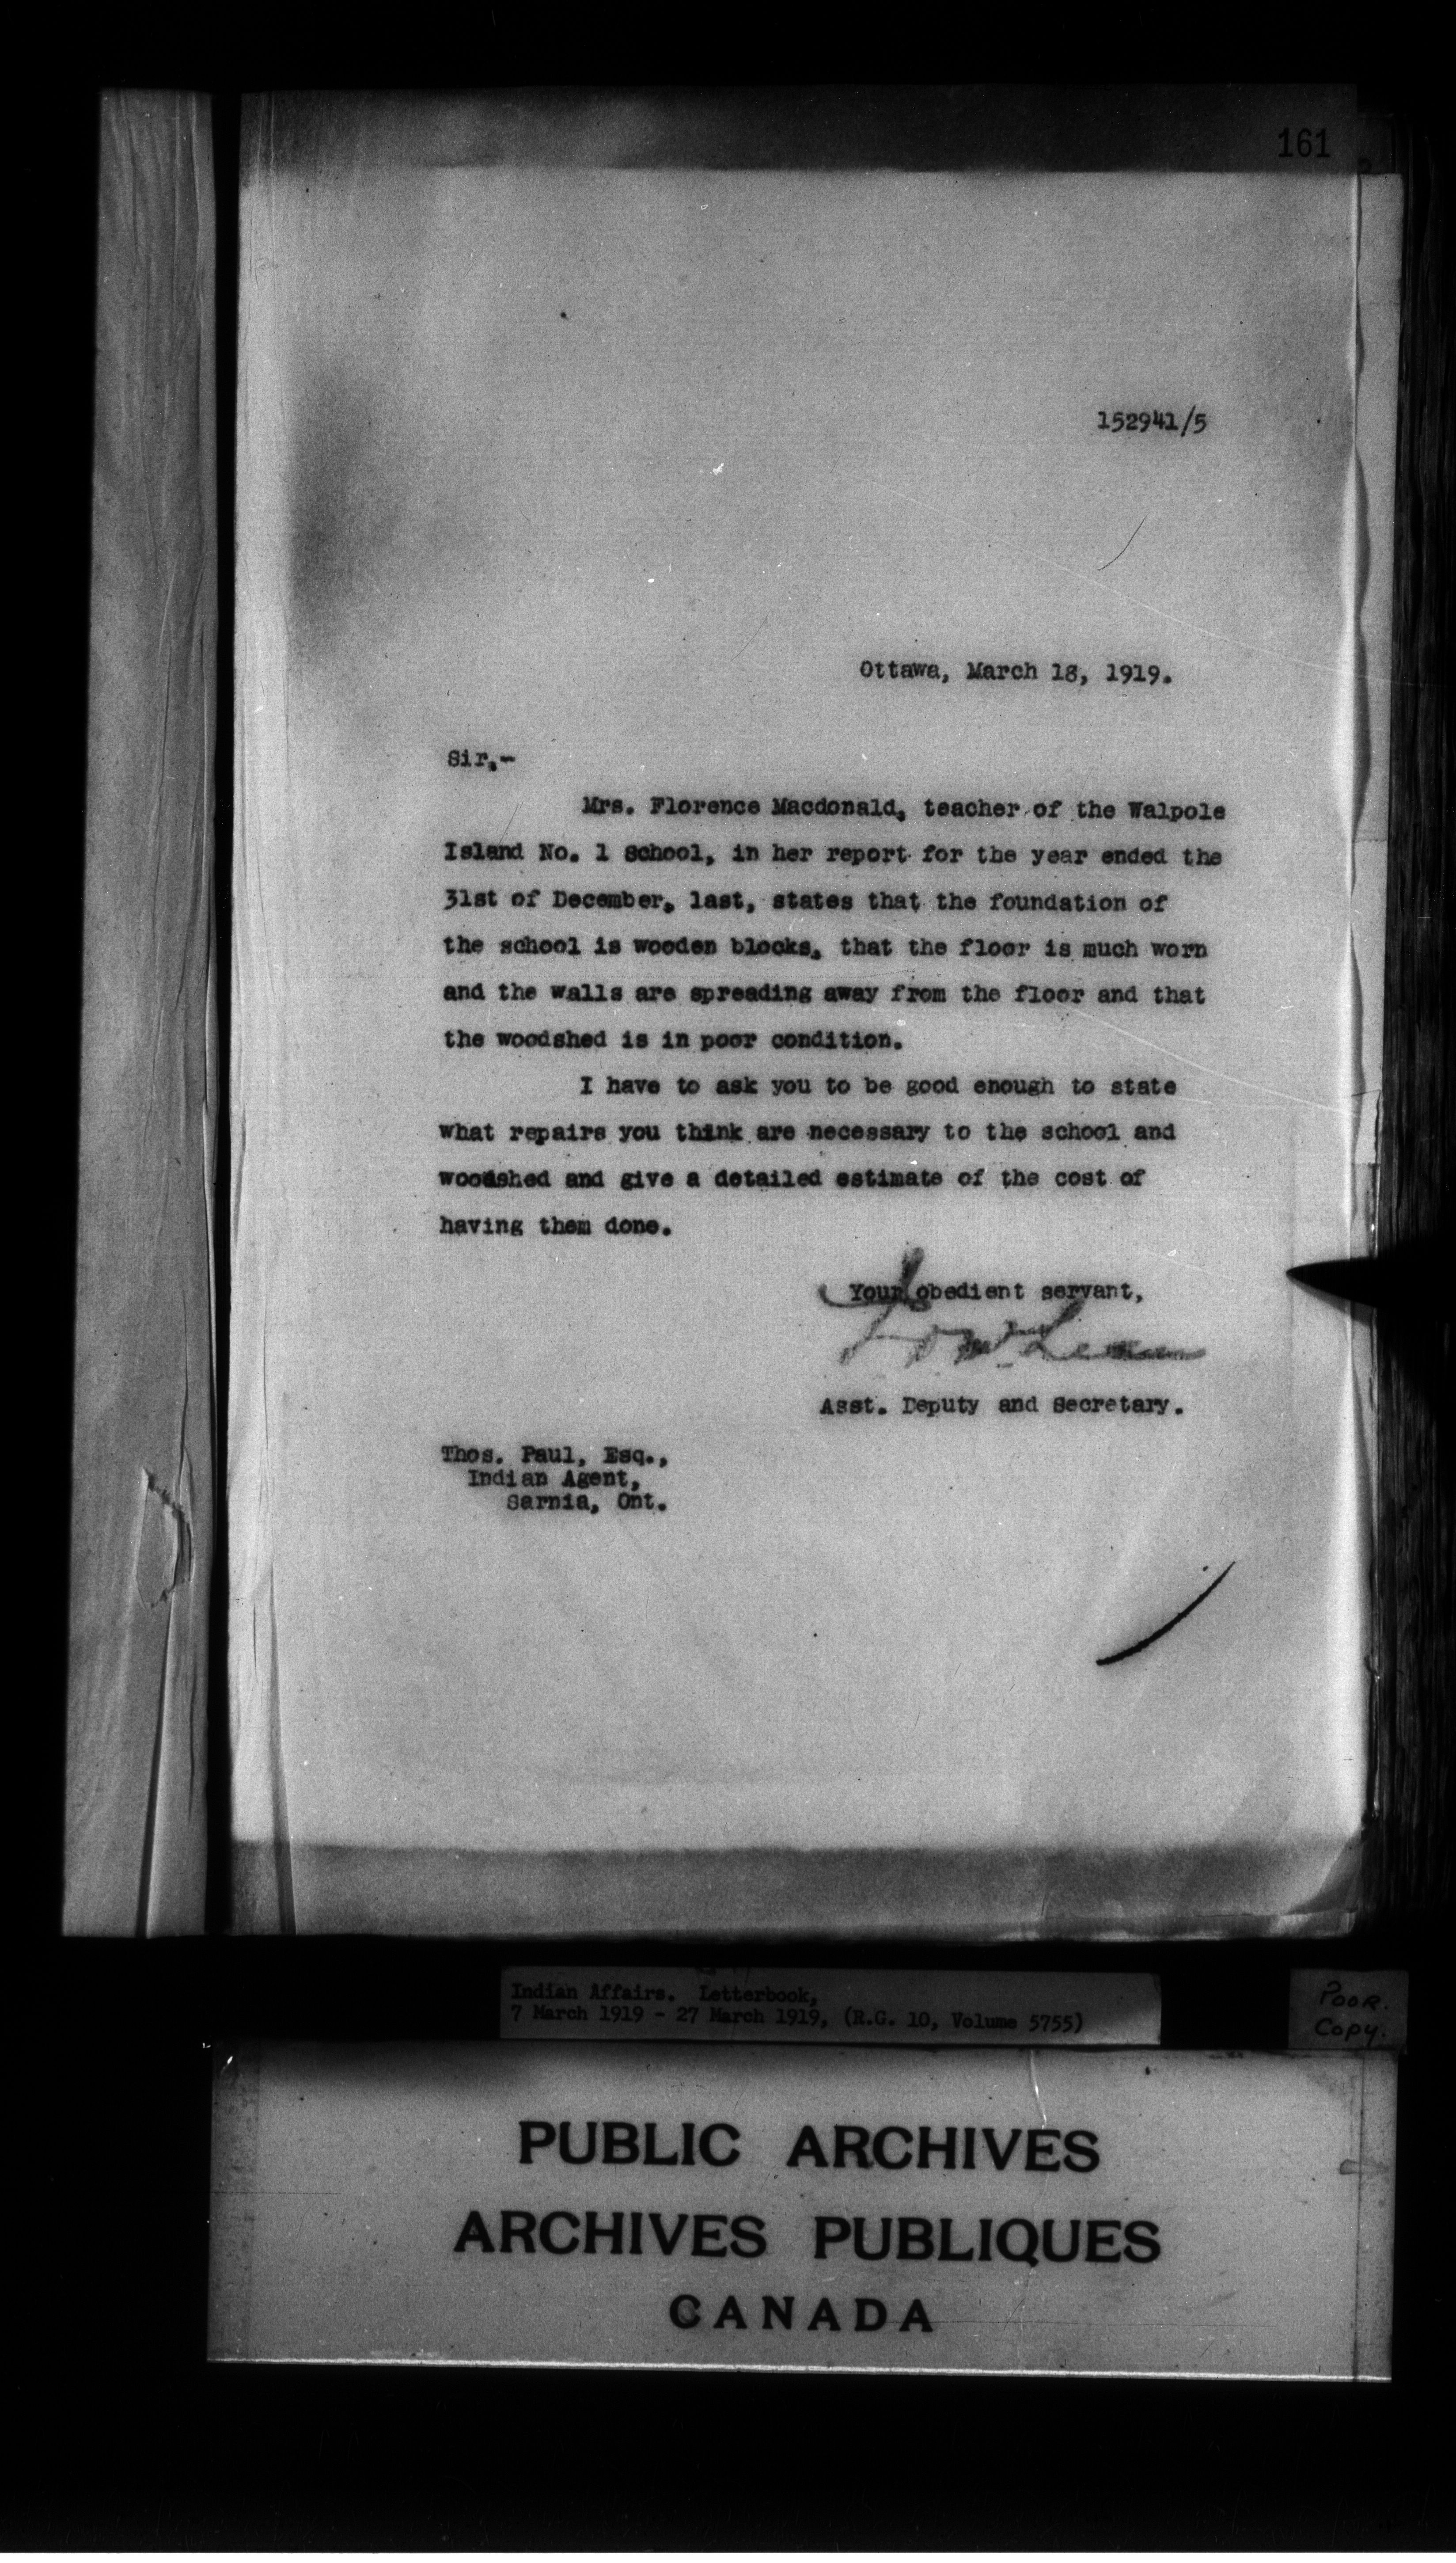 161
152941/5
Ottawa, March 18, 1919.
Sir,-
Mrs. Florence Macdonald, teacher of the Walpole
Island No. 1 School, in her report for the year ended the
31st of December, last, states that the foundation of
the school is wooden blocks, that the floor is much worn
and the walls are spreading away from the floor and that
the woodshed is in poor condition.
I have to ask you to be good enough to state
what repairs you think are necessary to the school and
woodshed and give a detailed estimate of the cost of
having them done.
Your obedient servant,
Asst. Deputy and Secretary.
Thos. Paul, Esq.,
Indian Agent,
Sarnia, Ont.
Indian Affairs. Letterbook,
7 March 1919 - 27 March 1919, (R.G. 10, Volume 5755)
POOR.
Copy.
PUBLIC ARCHIVES
ARCHIVES PUBLIQUES
CANADA